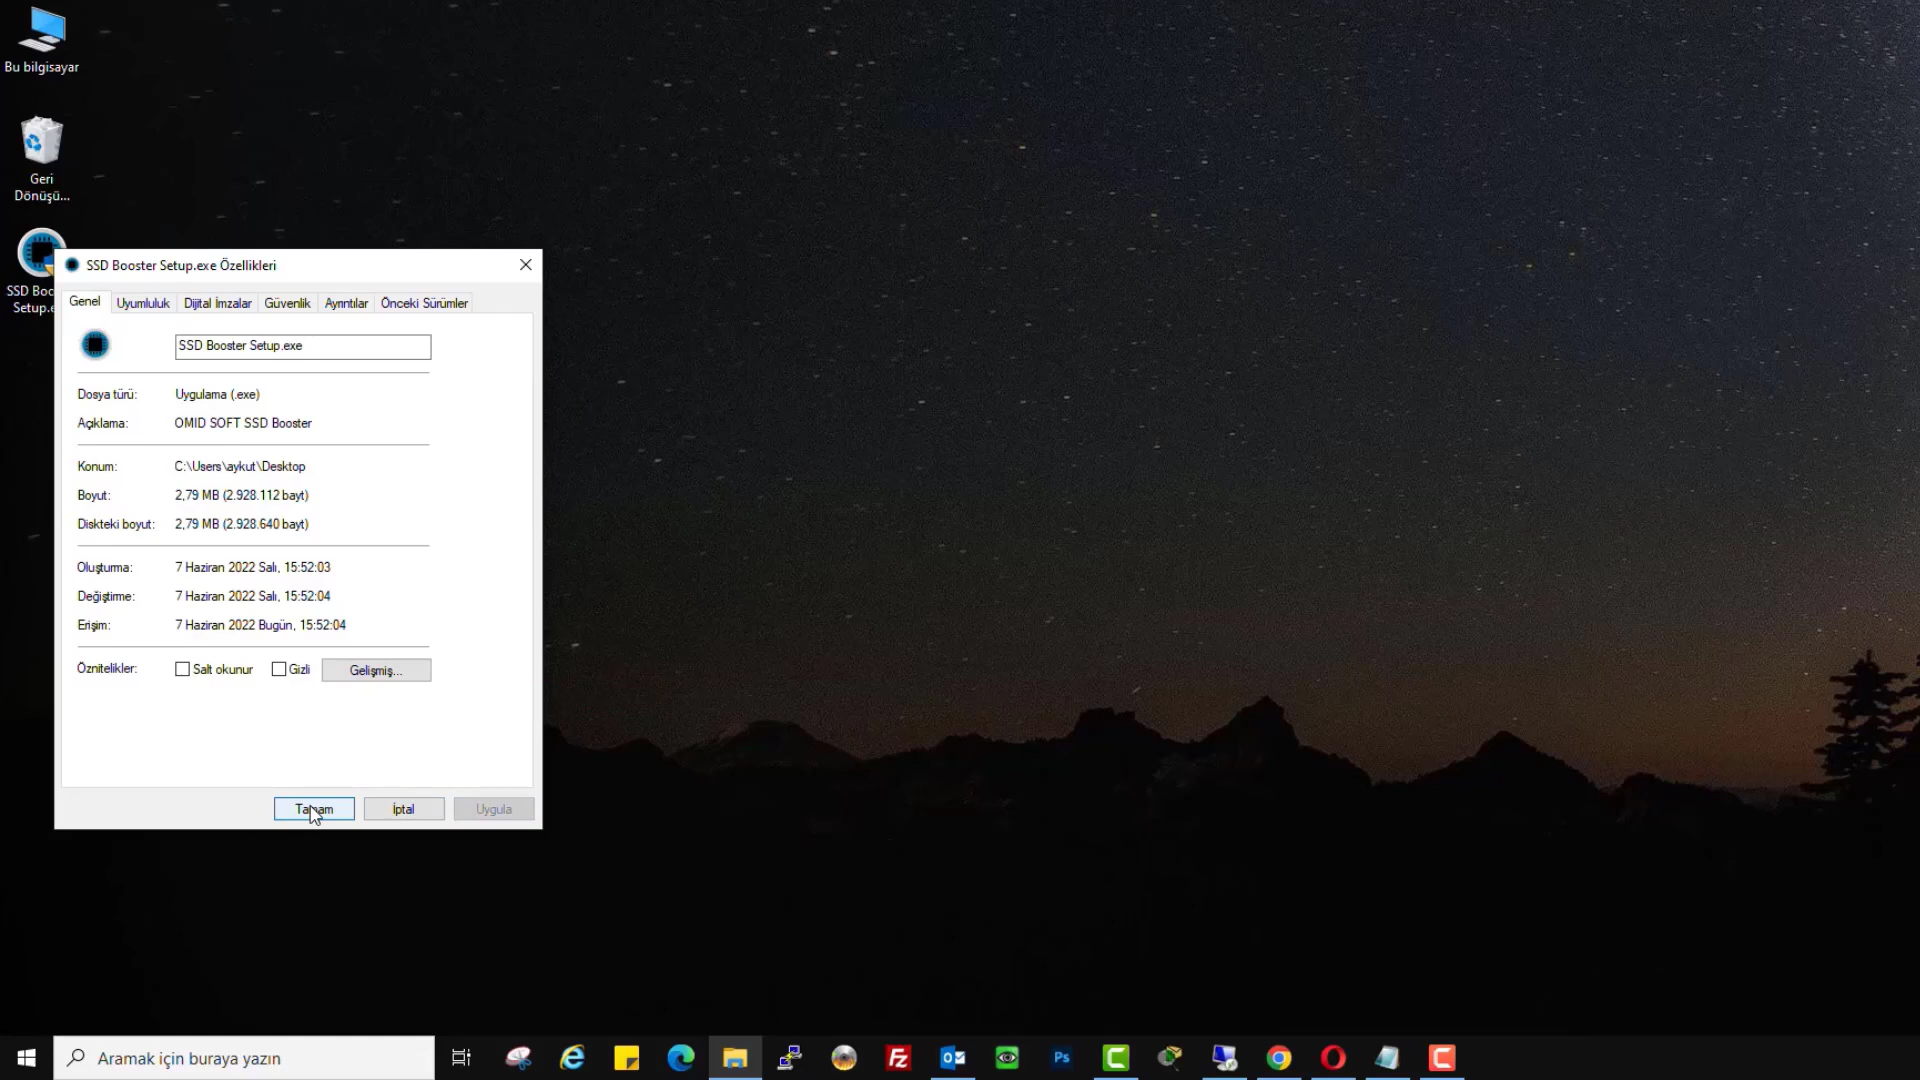 Bu bilgisayar
Geri
Dönüşü...
SSD Boo
Setup.e
SSD Booster Setup.exe Özellikleri
Genel Uyumluluk Dijital İmzalar Güvenlik Ayrıntılar Önceki Sürümler
SSD Booster Setup.exe
Dosya türü: Uygulama (.exe)
Açıklama: OMID SOFT SSD Booster
Konum: C:\Users\aykut\Desktop
Boyut: 2,79 MB (2.928.112 bayt)
Diskteki boyut: 2,79 MB (2.928.640 bayt)
Oluşturma: 7 Haziran 2022 Salı, 15:52:03
Değiştirme: 7 Haziran 2022 Salı, 15:52:04
Erişim: 7 Haziran 2022 Bugün, 15:52:04
Öznitelikler: Salt okunur Gizli Gelişmiş...
Tamam İptal Uygula
Aramak için buraya yazın
Fz
Ps